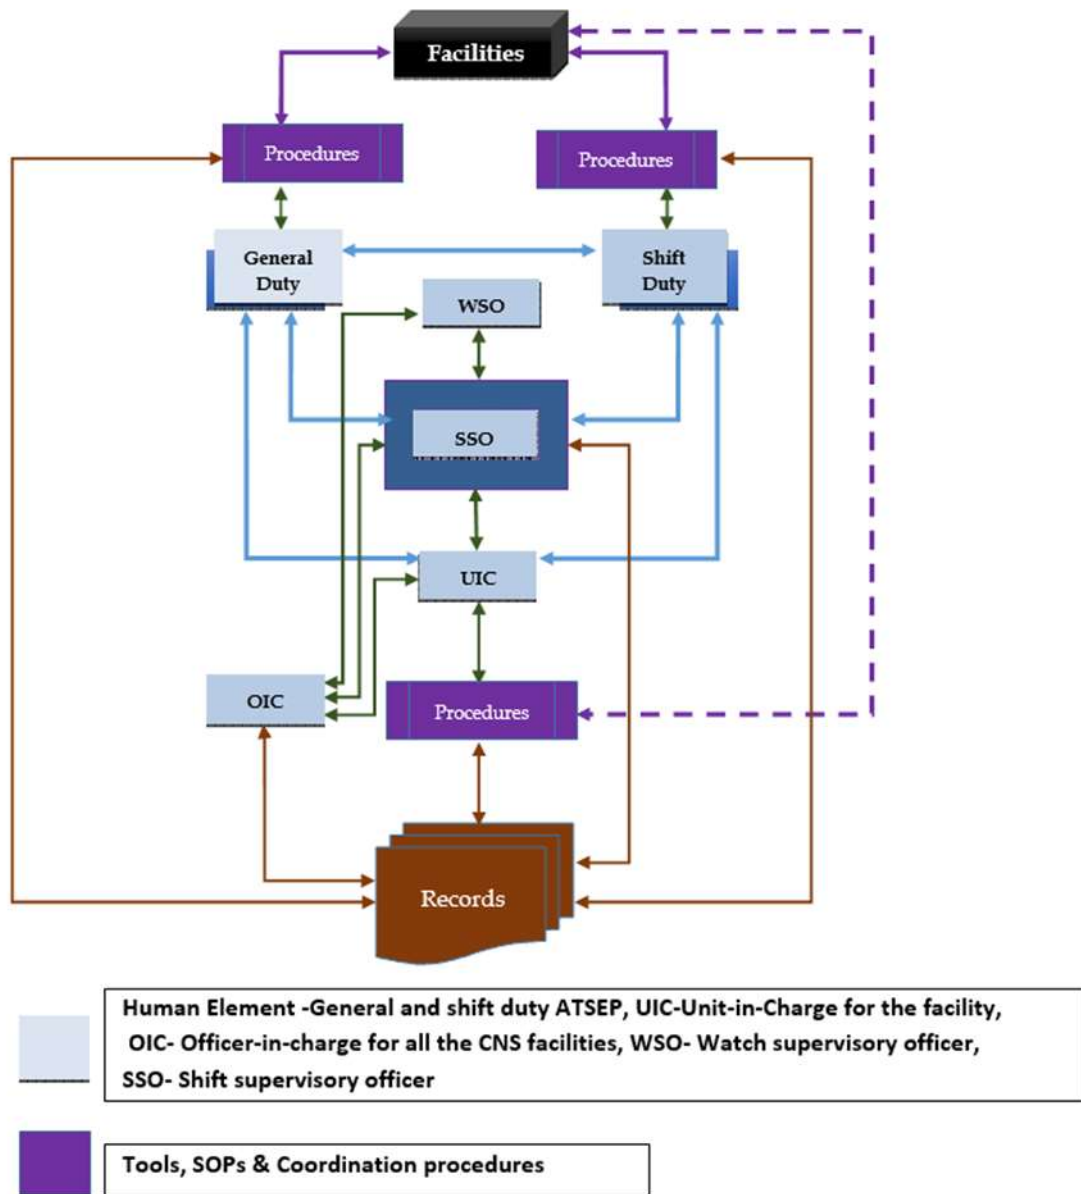 Facilities
Procedures
Procedures
General
Duty
Shift
Duty
WSO
SSO
UIC
OIC
Procedures
Records
Human Element -General and shift duty ATSEP, UIC-Unit-in-Charge for the facility,
OIC- Officer-in-charge for all the CNS facilities, WSO- Watch supervisory officer,
SSO- Shift supervisory officer
Tools, SOPs & Coordination procedures